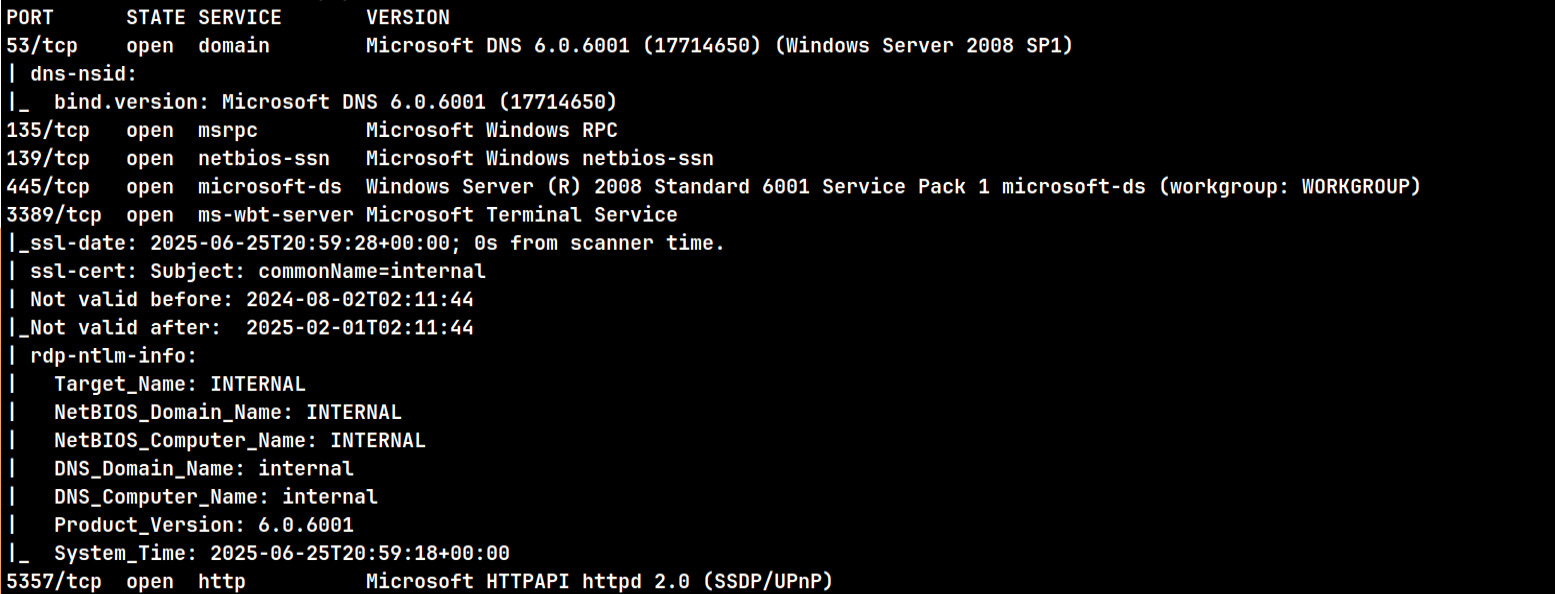 PORT      STATE SERVICE       VERSION
53/tcp    open  domain        Microsoft DNS 6.0.6001 (17714650) (Windows Server 2008 SP1)
| dns-nsid:
|_  bind.version: Microsoft DNS 6.0.6001 (17714650)
135/tcp   open  msrpc         Microsoft Windows RPC
139/tcp   open  netbios-ssn   Microsoft Windows netbios-ssn
445/tcp   open  microsoft-ds  Windows Server (R) 2008 Standard 6001 Service Pack 1 microsoft-ds (workgroup: WORKGROUP)
3389/tcp  open  ms-wbt-server Microsoft Terminal Service
|_ssl-date: 2025-06-25T20:59:28+00:00; 0s from scanner time.
| ssl-cert: Subject: commonName=internal
| Not valid before: 2024-08-02T02:11:44
|_Not valid after:  2025-02-01T02:11:44
| rdp-ntlm-info:
|   Target_Name: INTERNAL
|   NetBIOS_Domain_Name: INTERNAL
|   NetBIOS_Computer_Name: INTERNAL
|   DNS_Domain_Name: internal
|   DNS_Computer_Name: internal
|   Product_Version: 6.0.6001
|_  System_Time: 2025-06-25T20:59:18+00:00
5357/tcp  open  http          Microsoft HTTPAPI httpd 2.0 (SSDP/UPnP)